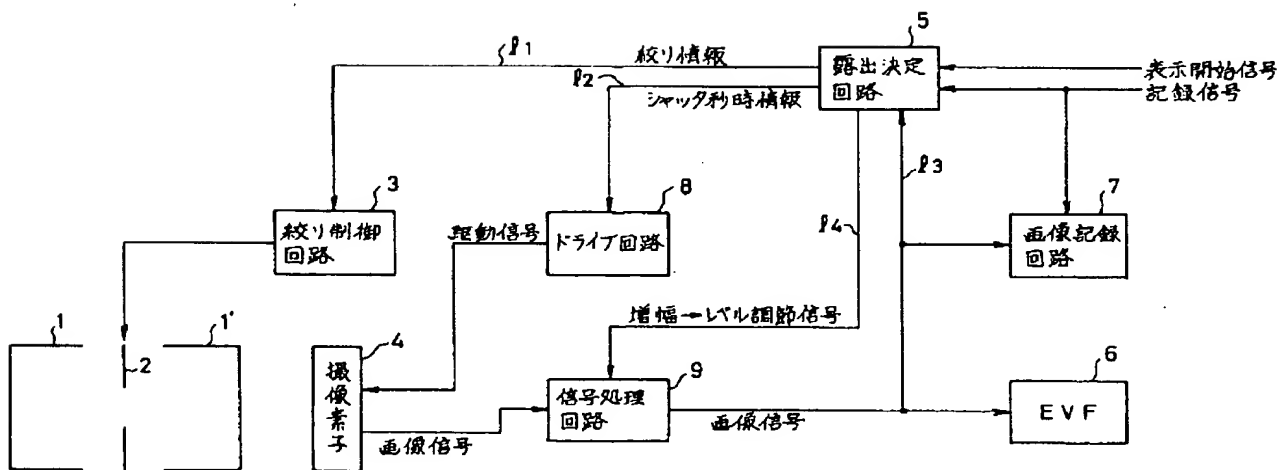 5
ℓ1
絞り情報
露出決定
回路
表示開始信号
ℓ2
シャッタ秒時情報
記録信号
3
8
ℓ3
7
絞り制御
回路
駆動信号
ドライブ回路
ℓ4
画像記録
回路
増幅→レベル調節信号
1
1'
2
4
撮像素子
9
信号処理
回路
6
EVF
画像信号
画像信号